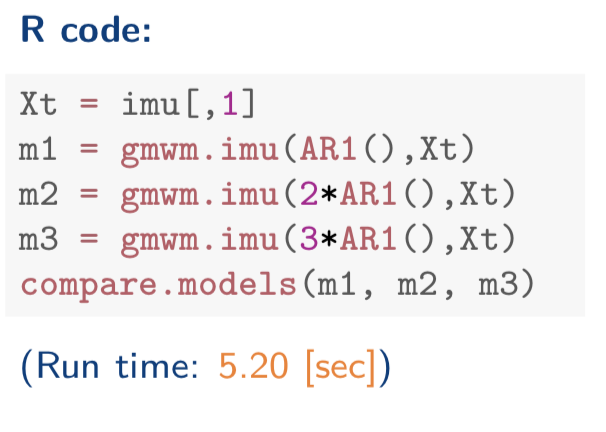 R code:
Xt = imu[,1]
m1 = gmwm.imu(AR1(),Xt)
m2 = gmwm.imu(2*AR1(),Xt)
m3 = gmwm.imu(3*AR1(),Xt)
compare.models(m1, m2, m3)
(Run time: 5.20 [sec])